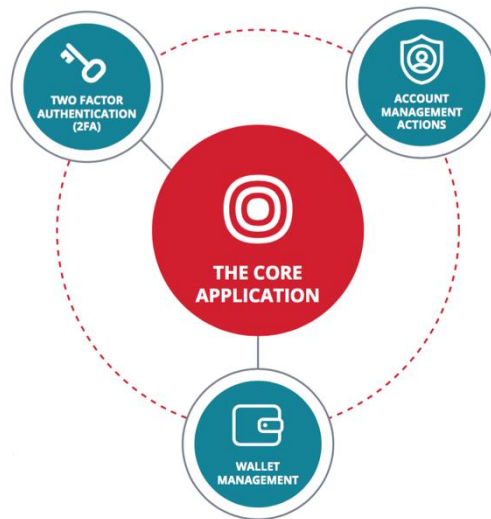 TWO FACTOR
AUTHENTICATION
(2FA)
ACCOUNT
MANAGEMENT
ACTIONS
THE CORE
APPLICATION
WALLET
MANAGEMENT